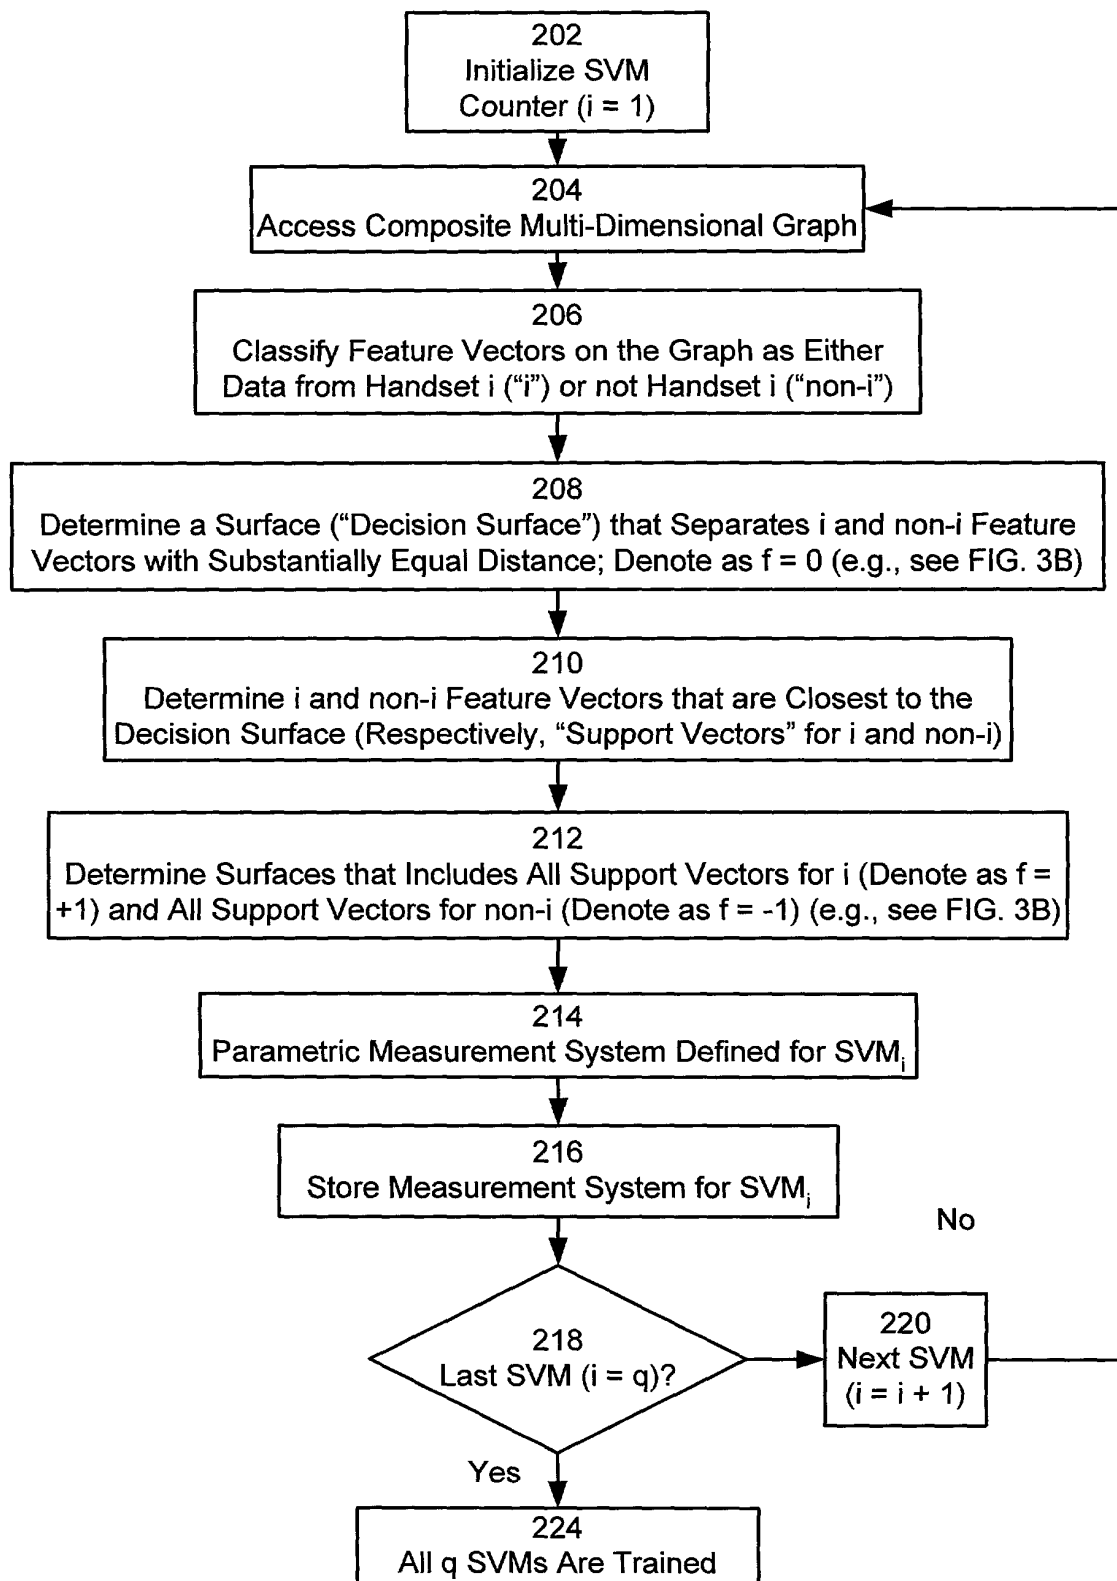 202
Initialize SVM
Counter (i = 1)
204
Access Composite Multi-Dimensional Graph
206
Classify Feature Vectors on the Graph as Either
Data from Handset i (“i”) or not Handset i (“non-i”)
208
Determine a Surface (“Decision Surface”) that Separates i and non-i Feature
Vectors with Substantially Equal Distance; Denote as f = 0 (e.g., see FIG. 3B)
210
Determine i and non-i Feature Vectors that are Closest to the
Decision Surface (Respectively, “Support Vectors” for i and non-i)
212
Determine Surfaces that Includes All Support Vectors for i (Denote as f =
+1) and All Support Vectors for non-i (Denote as f = -1) (e.g., see FIG. 3B)
214
Parametric Measurement System Defined for SVMi
216
Store Measurement System for SVMi
No
218
Last SVM (i = q)?
220
Next SVM
(i = i + 1)
Yes
224
All q SVMs Are Trained